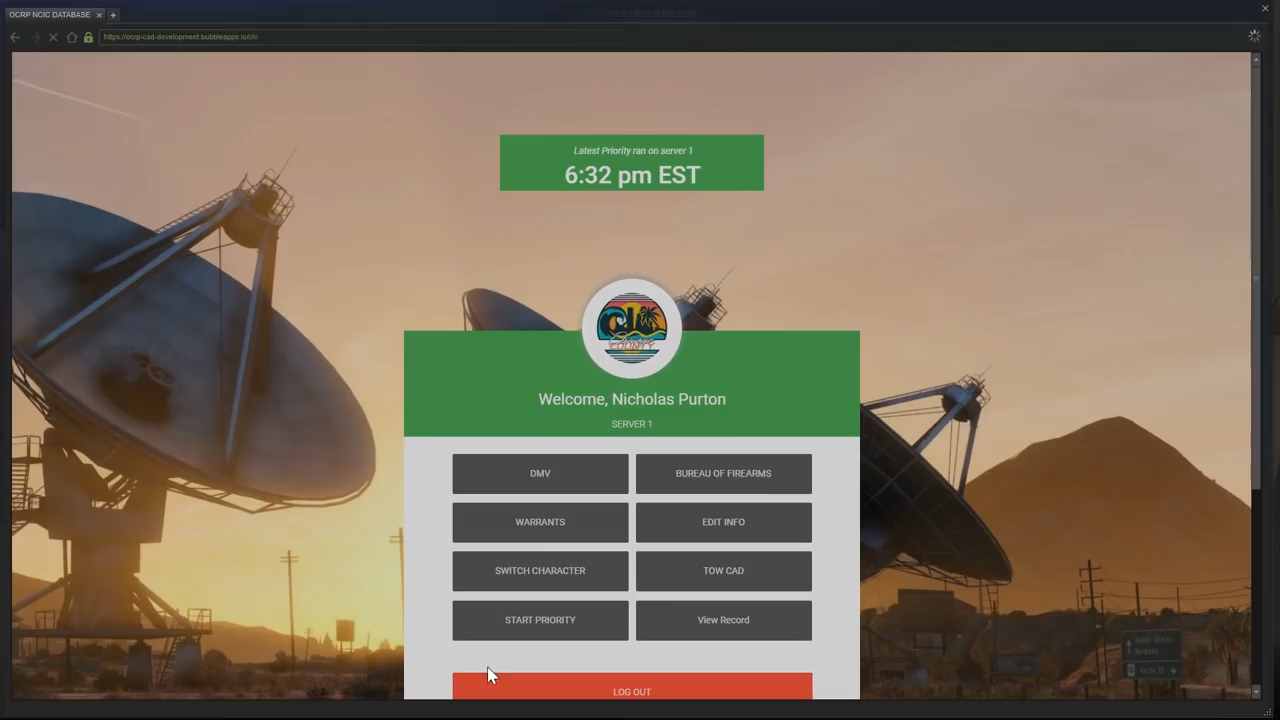 OCRP NCIC DATABASE
https://ocrp-cad-development.bubbleapps.io/civ
Latest Priority ran on server 1
6:32 pm EST
Welcome, Nicholas Purton
SERVER 1
DMV
BUREAU OF FIREARMS
WARRANTS
EDIT INFO
SWITCH CHARACTER
TOW CAD
START PRIORITY
View Record
LOG OUT